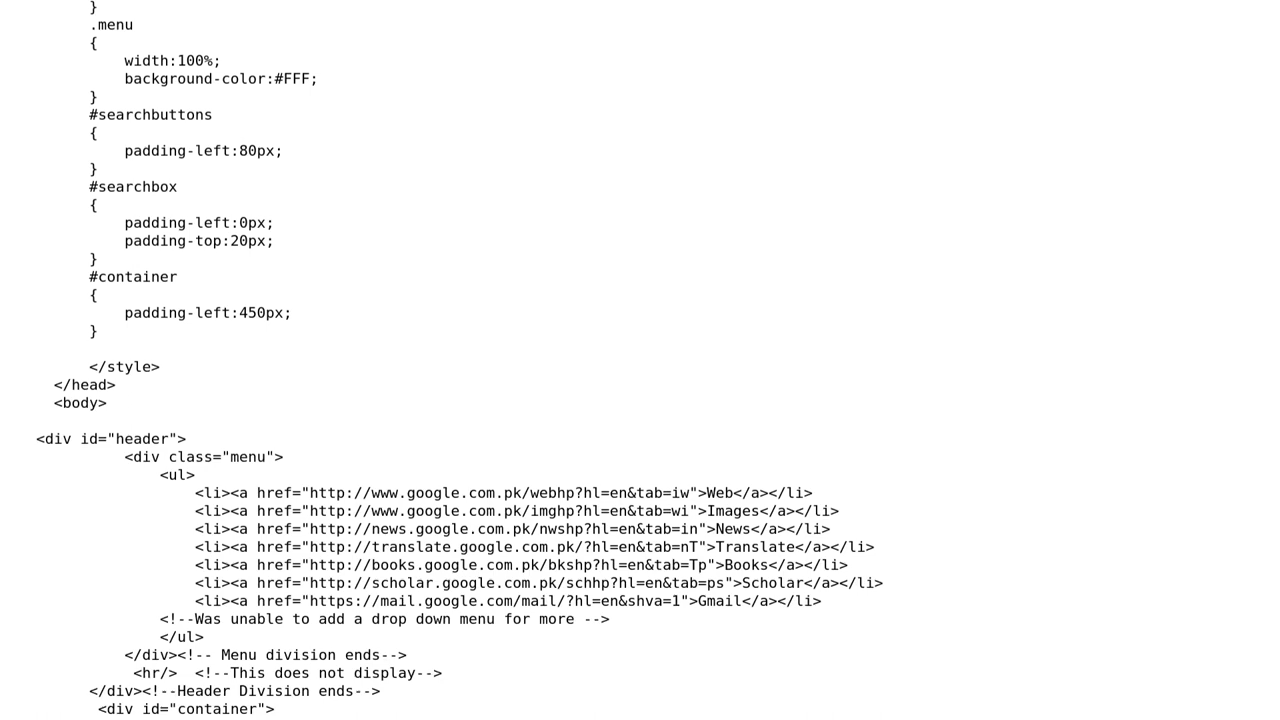 }
.menu
{
width:100%;
background-color:#FFF;
}
#searchbuttons
{
padding-left:80px;
}
#searchbox
{
padding-left:0px;
padding-top:20px;
}
#container
{
padding-left:450px;
}
</style>
</head>
<body>
<div id="header">
<div class="menu">
<ul>
<li><a href="http://www.google.com.pk/webhp?hl=en&tab=iw">Web</a></li>
<li><a href="http://www.google.com.pk/imghp?hl=en&tab=wi">Images</a></li>
<li><a href="http://news.google.com.pk/nwshp?hl=en&tab=in">News</a></li>
<li><a href="http://translate.google.com.pk/?hl=en&tab=nT">Translate</a></li>
<li><a href="http://books.google.com.pk/bkshp?hl=en&tab=Tp">Books</a></li>
<li><a href="http://scholar.google.com.pk/schhp?hl=en&tab=ps">Scholar</a></li>
<li><a href="https://mail.google.com/mail/?hl=en&shva=1">Gmail</a></li>
<!--Was unable to add a drop down menu for more -->
</ul>
</div><!-- Menu division ends-->
<hr/>  <!--This does not display-->
</div><!--Header Division ends-->
<div id="container">